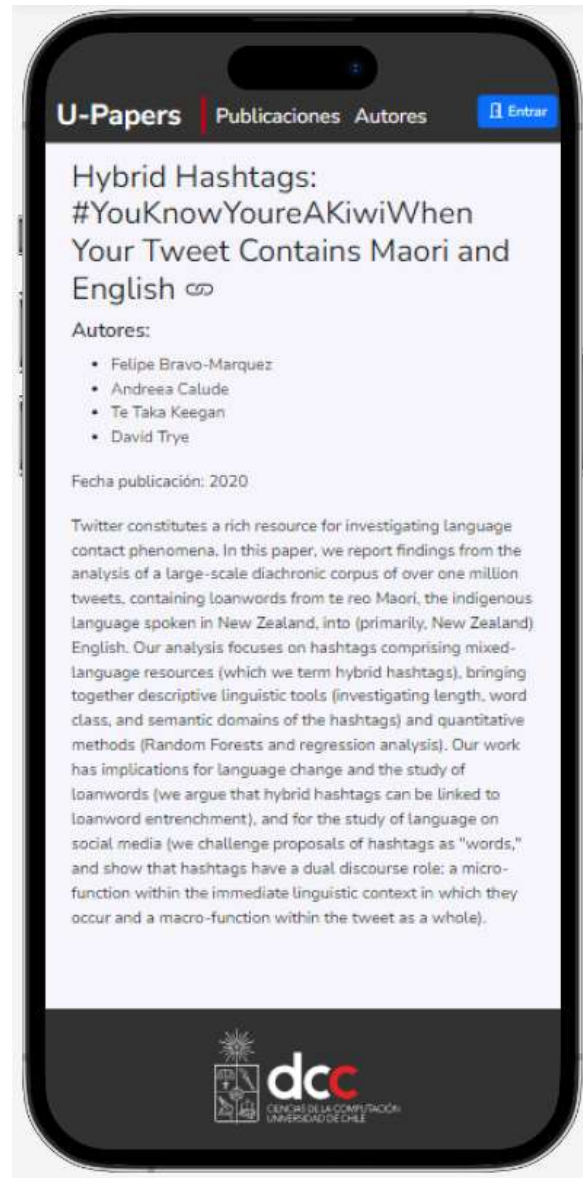 U-Papers Publicaciones Autores Entrar
Hybrid Hashtags:
#YouKnowYoureAKiwiWhen
Your Tweet Contains Maori and
English
Autores:
• Felipe Bravo-Marquez
• Andreea Calude
• Te Taka Keegan
• David Trye
Fecha publicación: 2020
Twitter constitutes a rich resource for investigating language
contact phenomena. In this paper, we report findings from the
analysis of a large-scale diachronic corpus of over one million
tweets, containing loanwords from te reo Maori, the indigenous
language spoken in New Zealand, into (primarily, New Zealand)
English. Our analysis focuses on hashtags comprising mixed-
language resources (which we term hybrid hashtags), bringing
together descriptive linguistic tools (investigating length, word
class, and semantic domains of the hashtags) and quantitative
methods (Random Forests and regression analysis). Our work
has implications for language change and the study of
loanwords (we argue that hybrid hashtags can be linked to
loanword entrenchment), and for the study of language on
social media (we challenge proposals of hashtags as "words,"
and show that hashtags have a dual discourse role: a micro-
function within the immediate linguistic context in which they
occur and a macro-function within the tweet as a whole).
dcc
CIENCIAS DE LA COMPUTACIÓN
UNIVERSIDAD DE CHILE